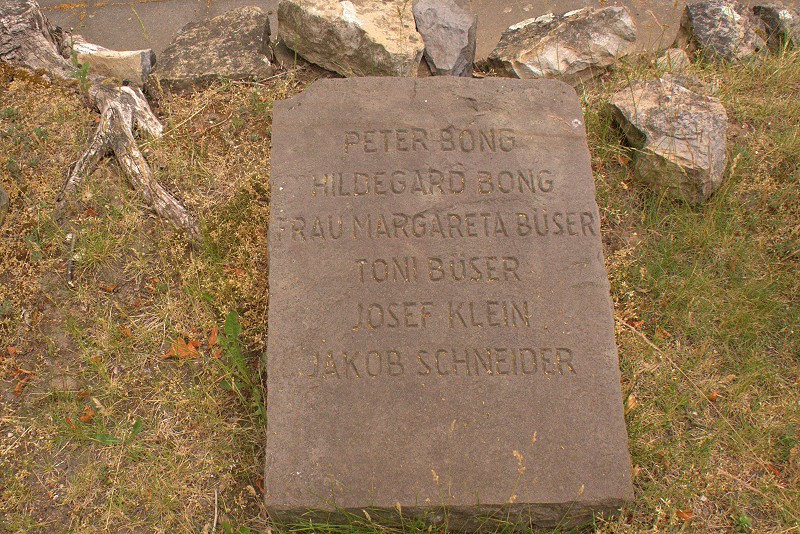 PETER BONG
HILDEGARD BONG
FRAU MARGARETA BÜSER
TONI BÜSER
JOSEF KLEIN
JAKOB SCHNEIDER